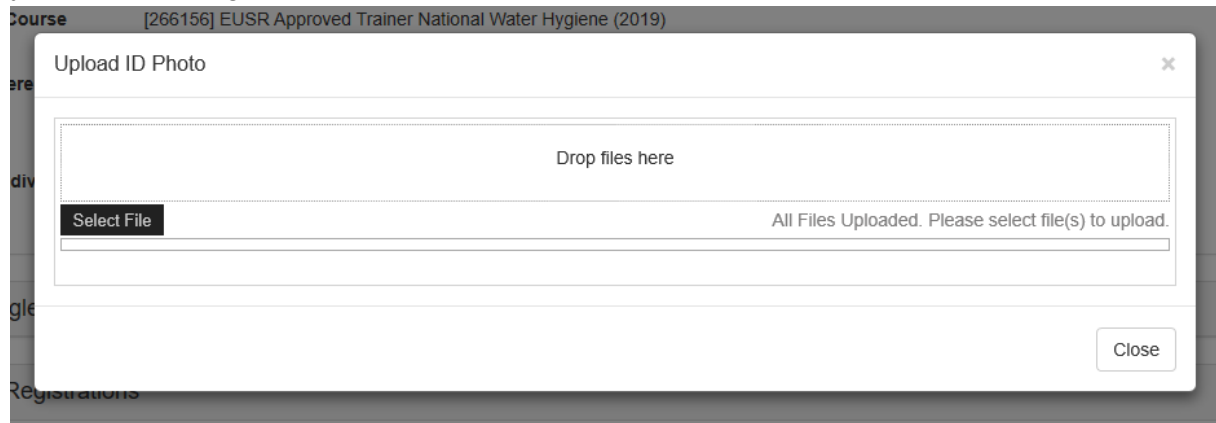 Course [266156] EUSR Approved Trainer National Water Hygiene (2019)
Upload ID Photo ×
Drop files here
Select File All Files Uploaded. Please select file(s) to upload.
Close
Registrations